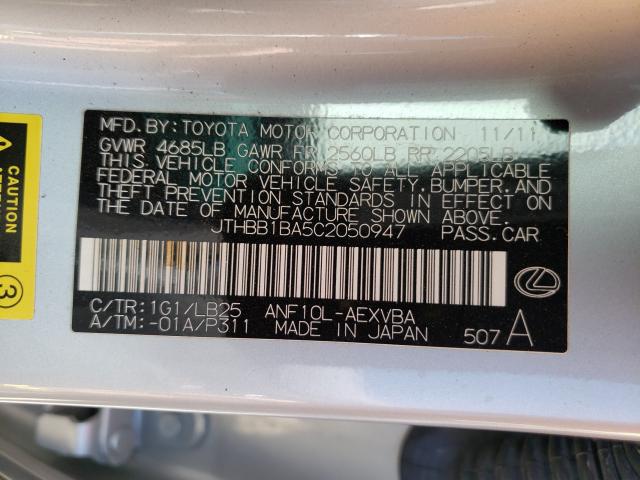 MFD.BY:TOYOTA MOTOR CORPORATION 11/11
GVWR 4685LB GAWR FR 2560LB RR 2205LB
THIS VEHICLE CONFORMS TO ALL APPLICABLE
FEDERAL MOTOR VEHICLE SAFETY,BUMPER,AND
THEFT PREVENTION STANDARDS IN EFFECT ON
THE DATE OF MANUFACTURE SHOWN ABOVE.
JTHBB1BA5C2050947 PASS.CAR
C/TR:1G1/LB25 ANF10L-AEXVBA
A/TM:-01A/P311 MADE IN JAPAN 507 A
CAUTION
3